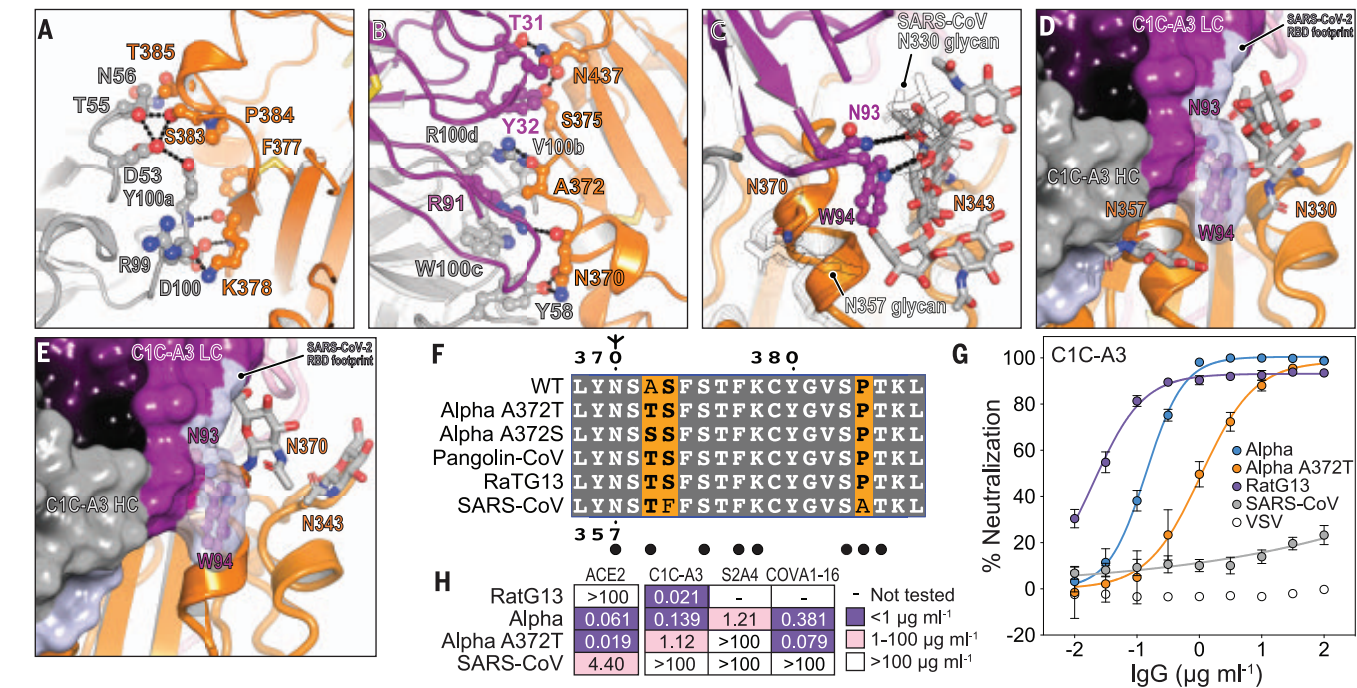 A
T385
N56
T55
P384
S383
F377
D53
Y100a
R99
D100
K378
B
T31
N437
Y32
S375
R100d
V100b
A372
R91
W100c
N370
Y58
C
SARS-CoV
N330 glycan
N93
N370
N343
W94
N357 glycan
D
C1C-A3 LC
SARS-CoV-2
RBD footprint
N93
C1C-A3 HC
N357
N330
W94
E
C1C-A3 LC
SARS-CoV-2
RBD footprint
N93
N370
C1C-A3 HC
N343
W94
F
370 380
WT LYNSASFSTFKCYGVSPTKL
Alpha A372T LYNSTSFSTFKCYGVSPTKL
Alpha A372S LYNSSSFSTFKCYGVSPTKL
Pangolin-CoV LYNSTSFSTFKCYGVSPTKL
RaTG13 LYNSTSFSTFKCYGVSPTKL
SARS-CoV LYNSTFFSTFKCYGVSATKL
357
G
C1C-A3
% Neutralization
100
80
60
40
20
0
-20
Alpha
Alpha A372T
RatG13
SARS-CoV
VSV
-2 -1 0 1 2
IgG (µg ml⁻¹)
H
ACE2 C1C-A3 S2A4 COVA1-16
RatG13 >100 0.021 - -
Alpha 0.061 0.139 1.21 0.381
Alpha A372T 0.019 1.12 >100 0.079
SARS-CoV 4.40 >100 >100 >100
- Not tested
<1 µg ml⁻¹
1-100 µg ml⁻¹
>100 µg ml⁻¹